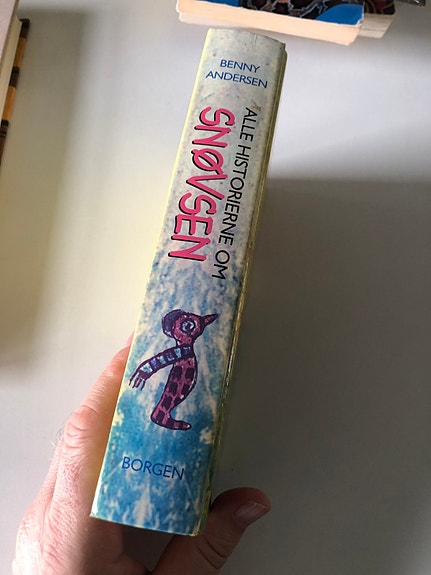 BENNY
ANDERSEN
ALLE HISTORIERNE OM
SNØVSEN
BORGEN